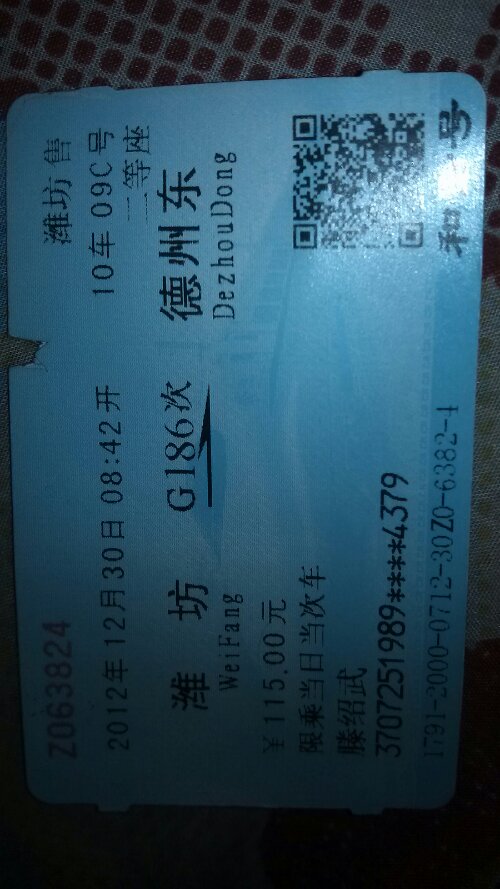 Z063824
潍坊售
2012年12月30日 08:42开
10车 09C号
二等座
潍 坊
G186次
德州东
WeiFang
DezhouDong
￥115.00元
限乘当日当次车
滕绍武
3707251989****4379
1791-2000-0712-30Z0-6382-4
和
号